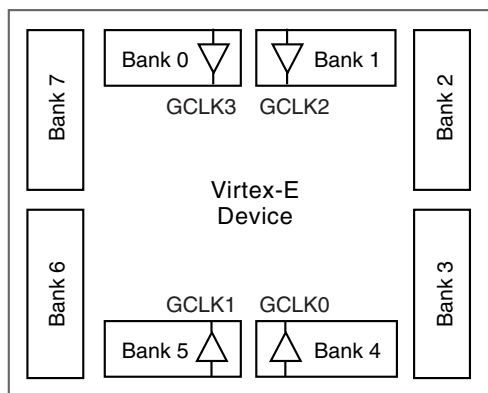 Bank 0
Bank 1
GCLK3
GCLK2
Bank 7
Bank 2
Virtex-E
Device
Bank 6
Bank 3
GCLK1
GCLK0
Bank 5
Bank 4